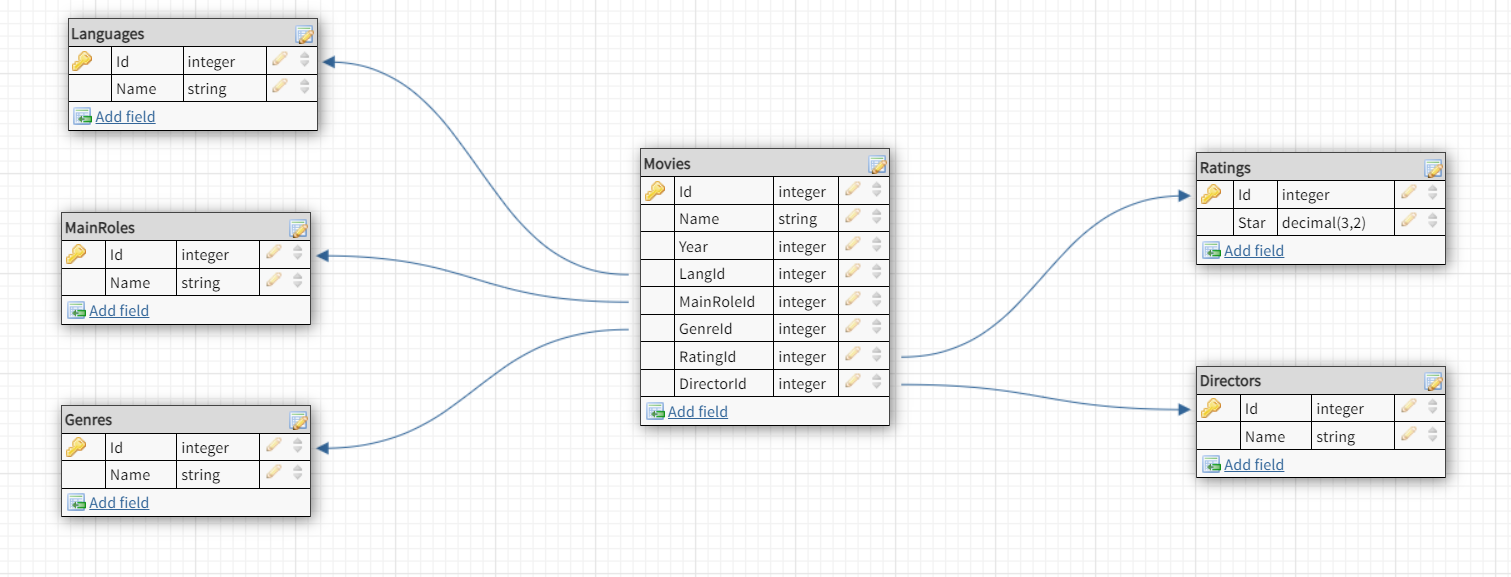 Languages
Id integer
Name string
Add field
MainRoles
Id integer
Name string
Add field
Genres
Id integer
Name string
Add field
Movies
Id integer
Name string
Year integer
LangId integer
MainRoleId integer
GenreId integer
RatingId integer
DirectorId integer
Add field
Ratings
Id integer
Star decimal(3,2)
Add field
Directors
Id integer
Name string
Add field